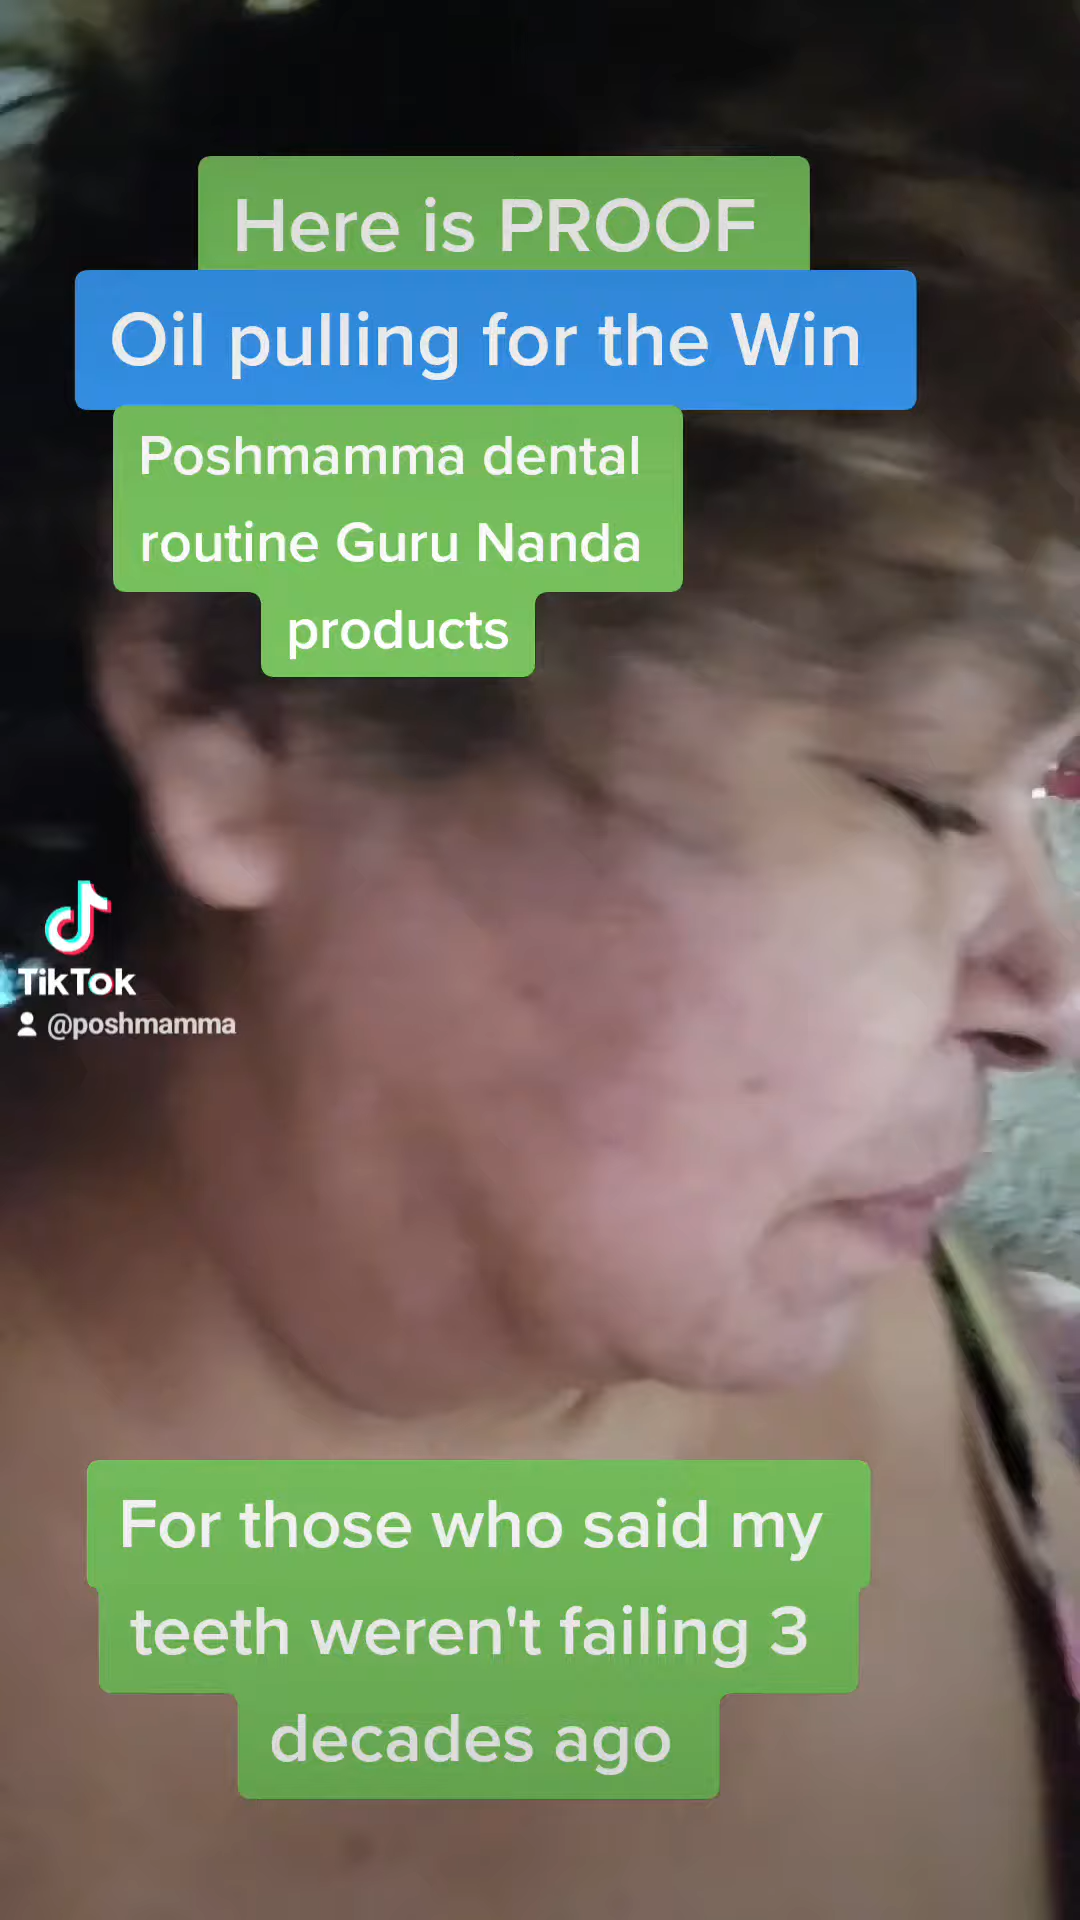 Here is PROOF
Oil pulling for the Win
Poshmamma dental
routine Guru Nanda
products
TikTok
@poshmamma
For those who said my
teeth weren't failing 3
decades ago